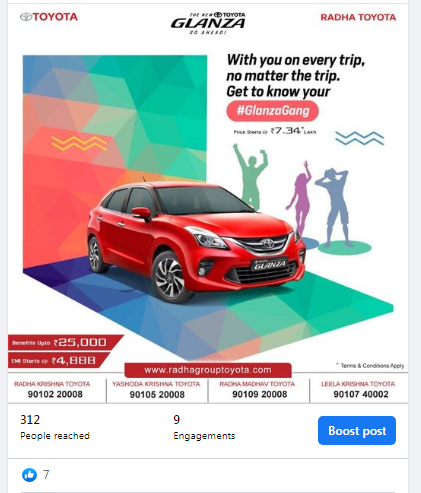 TOYOTA
THE NEW TOYOTA
GLANZA
GO AHEAD!
RADHA TOYOTA
With you on every trip,
no matter the trip.
Get to know your
#GlanzaGang
Price Starts @ ₹7.34* Lakh
GLANZA
Benefits Upto ₹25,000
EMI Starts @ ₹4,888
www.radhagrouptoyota.com
* Terms & Conditions Apply
RADHA KRISHNA TOYOTA
90102 20008
YASHODA KRISHNA TOYOTA
90105 20008
RADHA MADHAV TOYOTA
90109 20008
LEELA KRISHNA TOYOTA
90107 40002
312
People reached
9
Engagements
Boost post
7